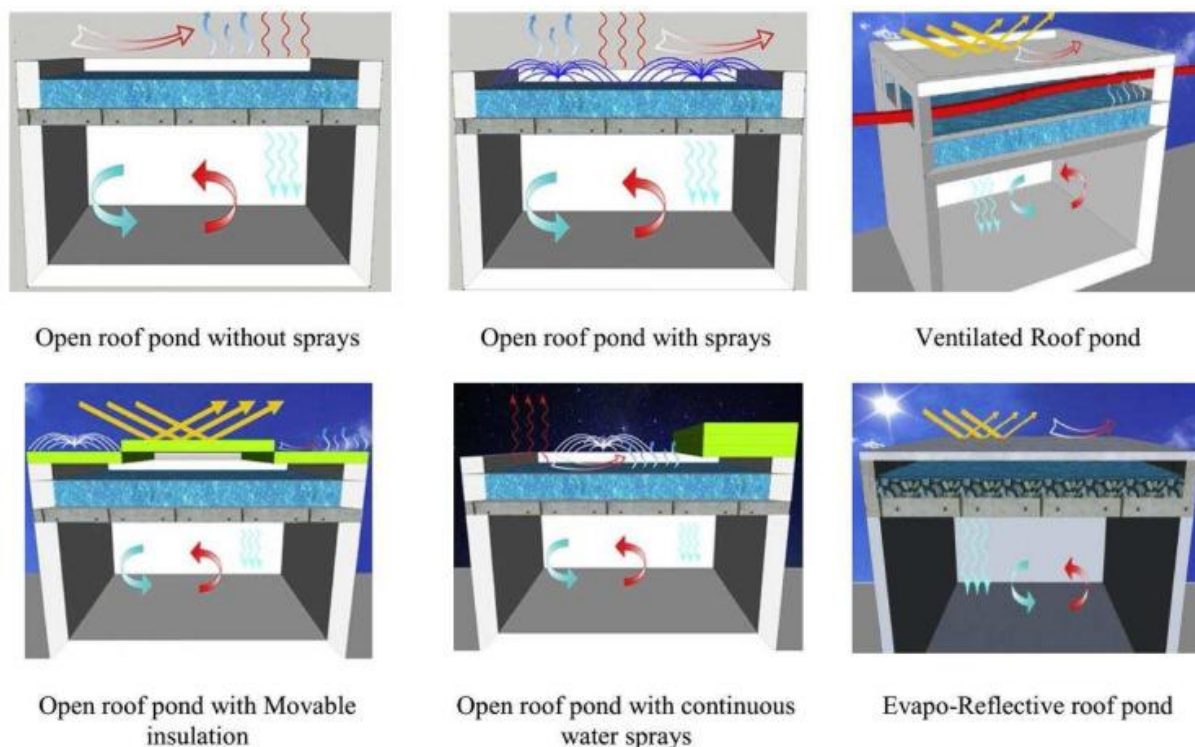 Open roof pond without sprays
Open roof pond with sprays
Ventilated Roof pond
Open roof pond with Movable
insulation
Open roof pond with continuous
water sprays
Evapo-Reflective roof pond